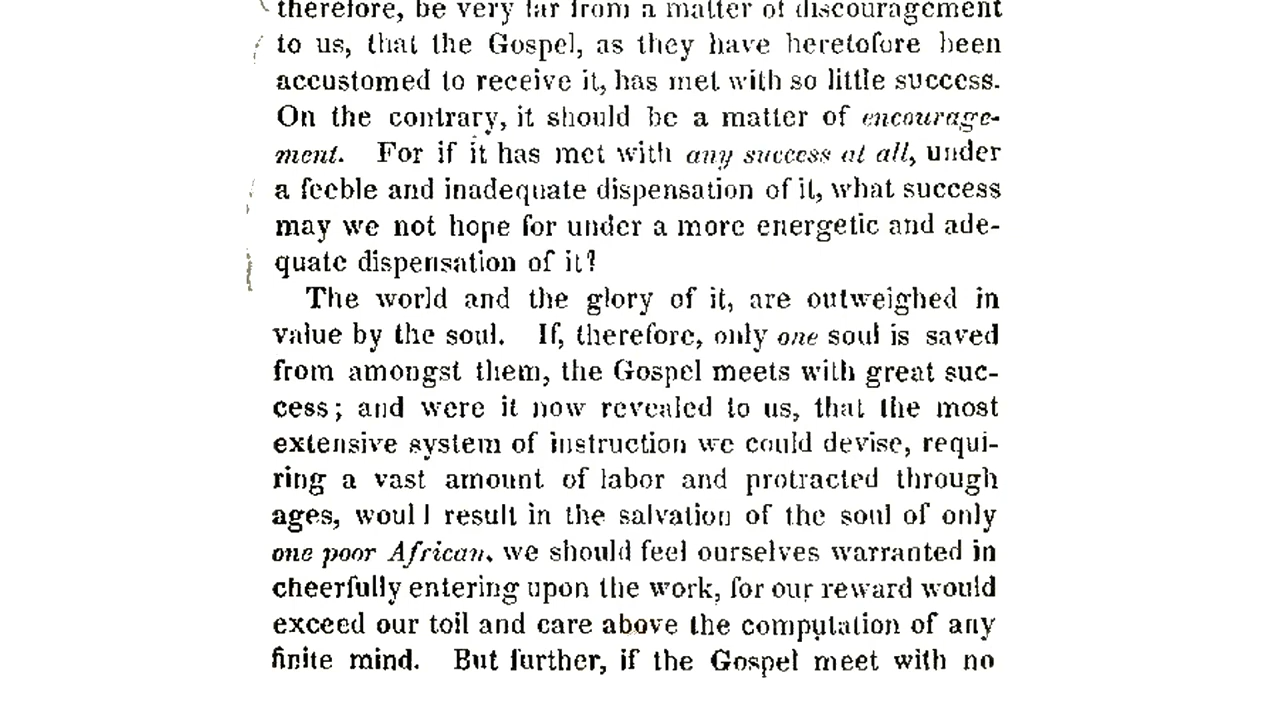 therefore, be very far from a matter of discouragement
to us, that the Gospel, as they have heretofore been
accustomed to receive it, has met with so little success.
On the contrary, it should be a matter of encourage-
ment. For if it has met with any success at all, under
a feeble and inadequate dispensation of it, what success
may we not hope for under a more energetic and ade-
quate dispensation of it?
The world and the glory of it, are outweighed in
value by the soul. If, therefore, only one soul is saved
from amongst them, the Gospel meets with great suc-
cess; and were it now revealed to us, that the most
extensive system of instruction we could devise, requi-
ring a vast amount of labor and protracted through
ages, would result in the salvation of the soul of only
one poor African, we should feel ourselves warranted in
cheerfully entering upon the work, for our reward would
exceed our toil and care above the computation of any
finite mind. But further, if the Gospel meet with no